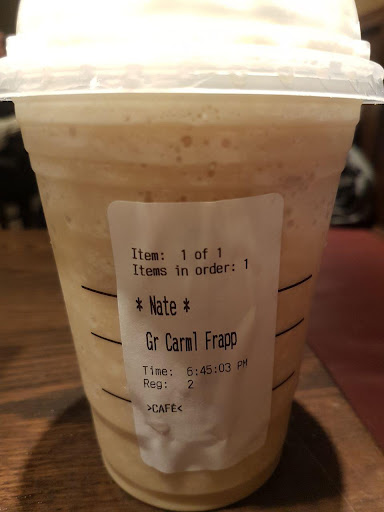 Item: 1 of 1
Items in order: 1
* Nate *
Gr Carml Frapp
Time: 6:45:03 PM
Reg: 2
>CAFE<